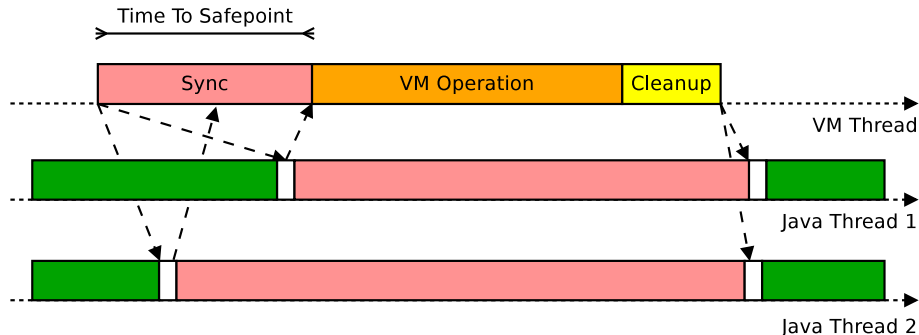 Time To Safepoint
Sync
VM Operation
Cleanup
VM Thread
Java Thread 1
Java Thread 2